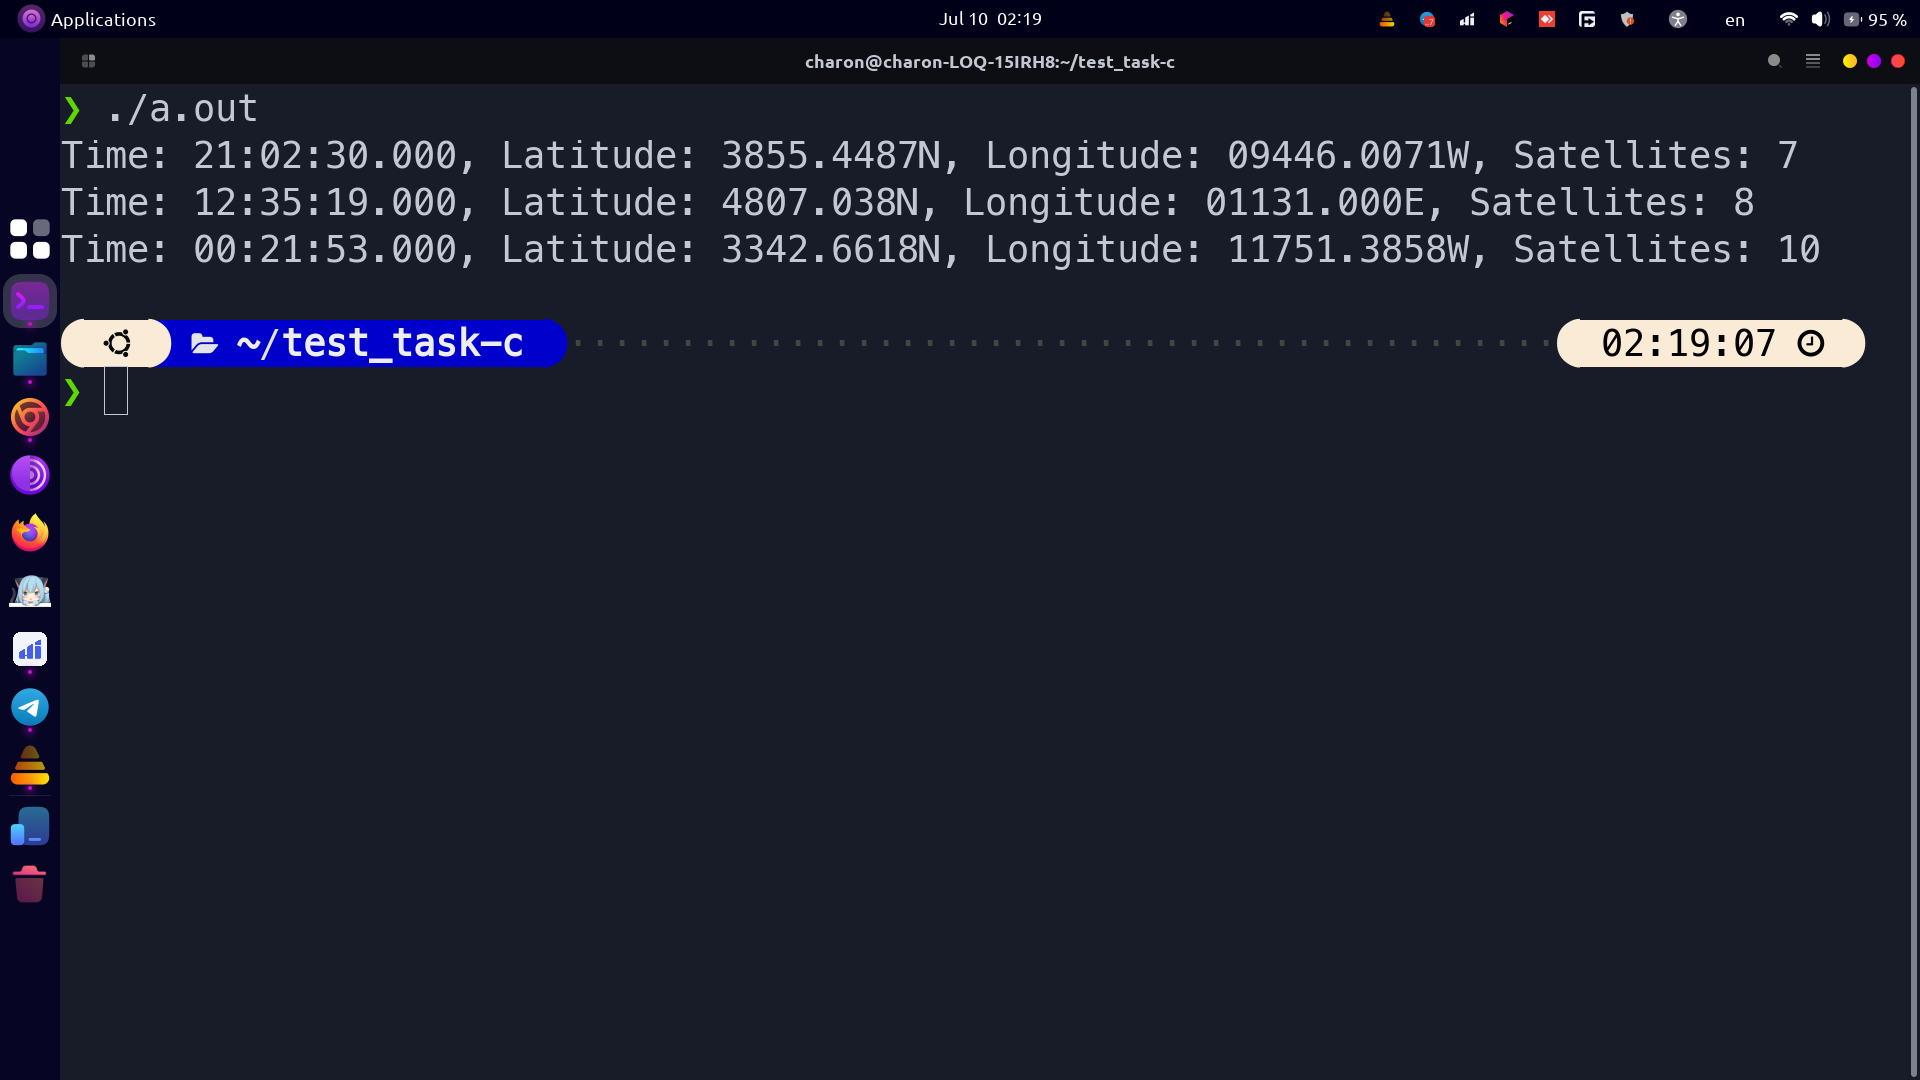 Applications
Jul 10 02:19
en
95 %
charon@charon-LOQ-15IRH8:~/test_task-c
❯ ./a.out
Time: 21:02:30.000, Latitude: 3855.4487N, Longitude: 09446.0071W, Satellites: 7
Time: 12:35:19.000, Latitude: 4807.038N, Longitude: 01131.000E, Satellites: 8
Time: 00:21:53.000, Latitude: 3342.6618N, Longitude: 11751.3858W, Satellites: 10
~/test_task-c
02:19:07
❯